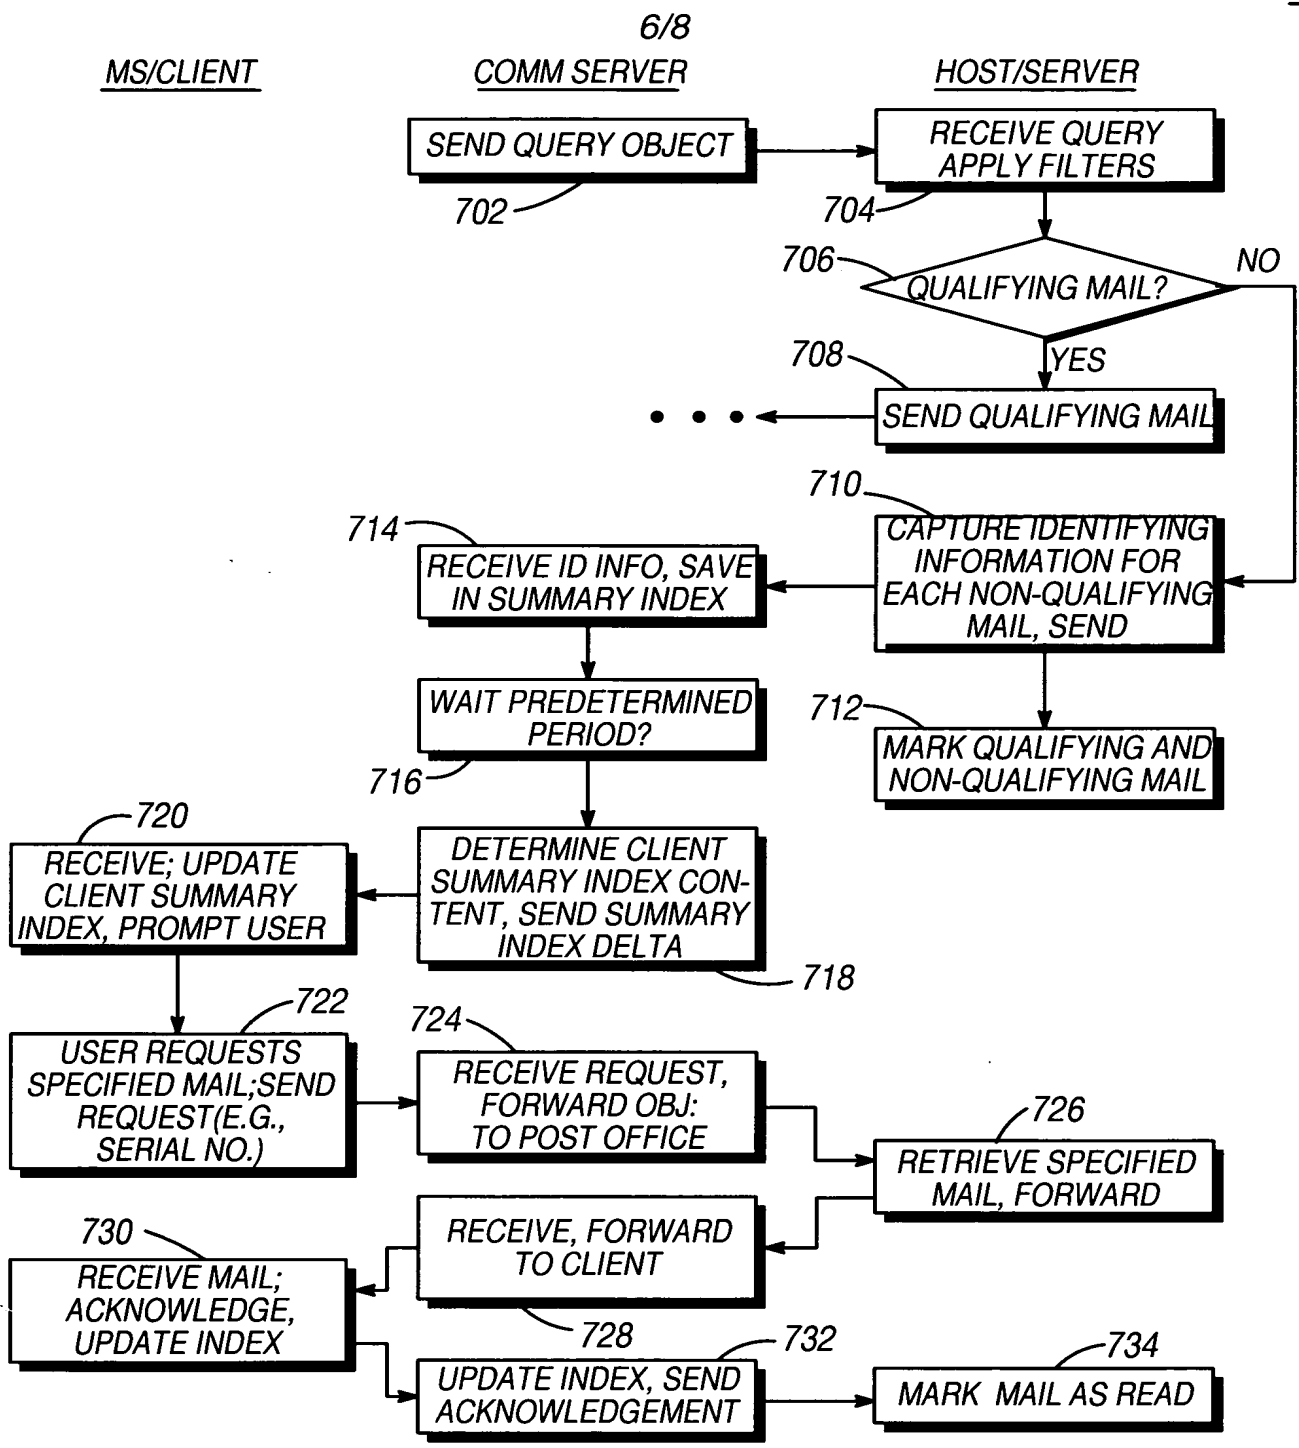 6/8
MS/CLIENT
COMM SERVER
HOST/SERVER
SEND QUERY OBJECT
702
RECEIVE QUERY
APPLY FILTERS
704
706
QUALIFYING MAIL?
NO
YES
708
SEND QUALIFYING MAIL
710
CAPTURE IDENTIFYING
INFORMATION FOR
EACH NON-QUALIFYING
MAIL, SEND
714
RECEIVE ID INFO, SAVE
IN SUMMARY INDEX
712
MARK QUALIFYING AND
NON-QUALIFYING MAIL
WAIT PREDETERMINED
PERIOD?
716
DETERMINE CLIENT
SUMMARY INDEX CON-
TENT, SEND SUMMARY
INDEX DELTA
718
720
RECEIVE; UPDATE
CLIENT SUMMARY
INDEX, PROMPT USER
722
USER REQUESTS
SPECIFIED MAIL;SEND
REQUEST(E.G.,
SERIAL NO.)
724
RECEIVE REQUEST,
FORWARD OBJ:
TO POST OFFICE
726
RETRIEVE SPECIFIED
MAIL, FORWARD
RECEIVE, FORWARD
TO CLIENT
728
730
RECEIVE MAIL;
ACKNOWLEDGE,
UPDATE INDEX
732
UPDATE INDEX, SEND
ACKNOWLEDGEMENT
734
MARK MAIL AS READ